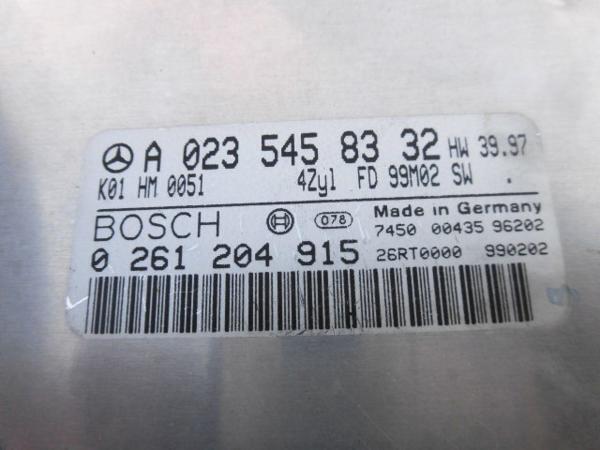 A 023 545 83 32 HW 39.97
K01 HM 0051 4Zyl FD 99M02 SW .
BOSCH 078 Made in Germany
7450 00435 96202
0 261 204 915 26RT0000 990202